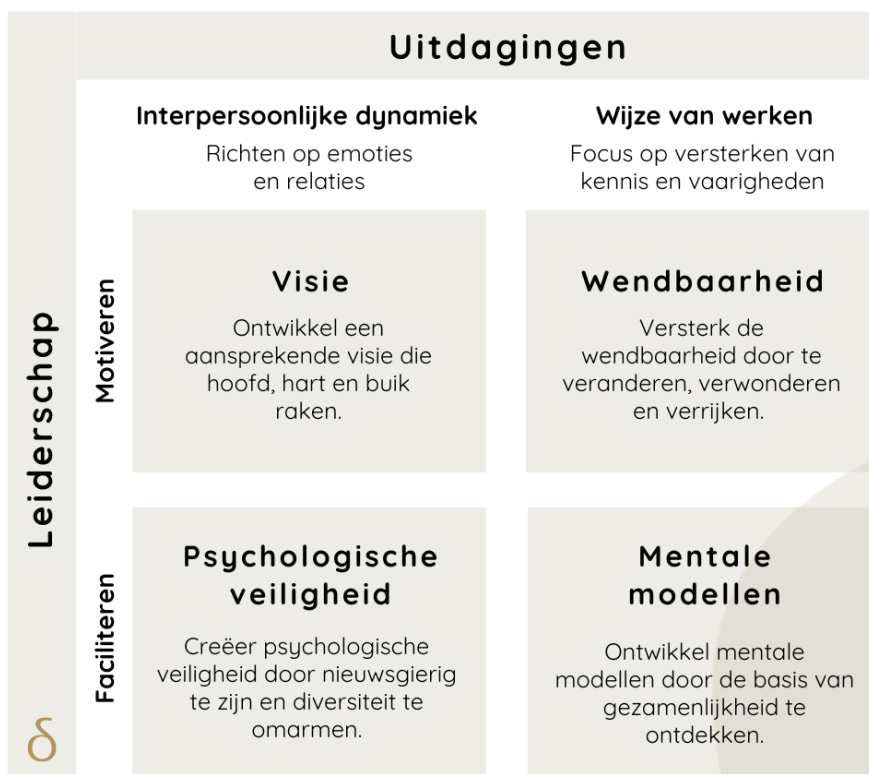 Uitdagingen
Interpersoonlijke dynamiek
Richten op emoties
en relaties
Wijze van werken
Focus op versterken van
kennis en vaarigheden
Leiderschap
Motiveren
Visie
Ontwikkel een
aansprekende visie die
hoofd, hart en buik
raken.
Wendbaarheid
Versterk de
wendbaarheid door te
veranderen, verwonderen
en verrijken.
Faciliteren
Psychologische
veiligheid
Creëer psychologische
veiligheid door nieuwsgierig
te zijn en diversiteit te
omarmen.
Mentale
modellen
Ontwikkel mentale
modellen door de basis van
gezamenlijkheid te
ontdekken.
δ